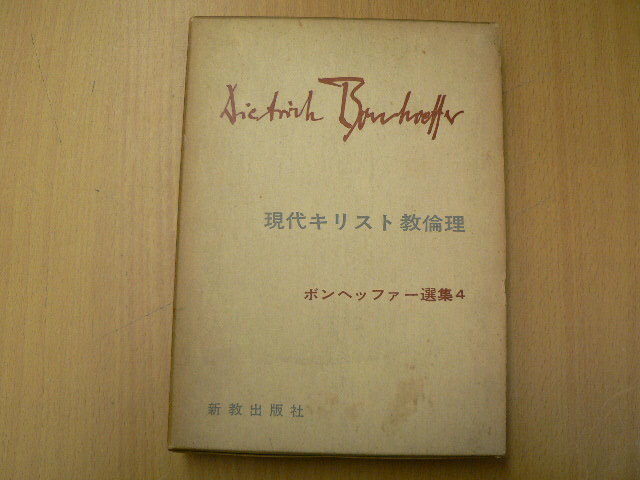 Dietrich Bonhoeffer
現代キリスト教倫理
ボンヘッファー選集4
新教出版社